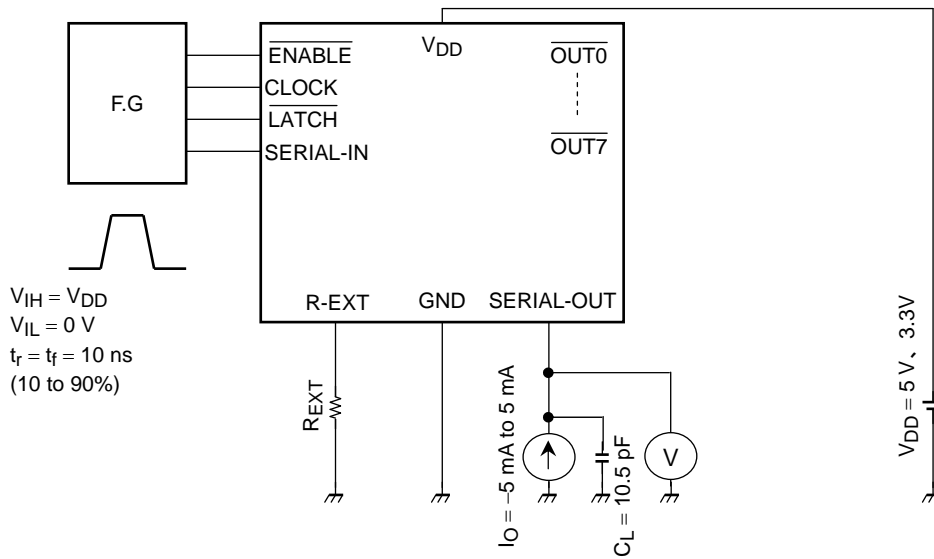 F.G
ENABLE
CLOCK
LATCH
SERIAL-IN
VDD
OUT0
OUT7
R-EXT
GND
SERIAL-OUT
VIH = VDD
VIL = 0 V
tr = tf = 10 ns
(10 to 90%)
REXT
IO = −5 mA to 5 mA
CL = 10.5 pF
V
VDD = 5 V、3.3V